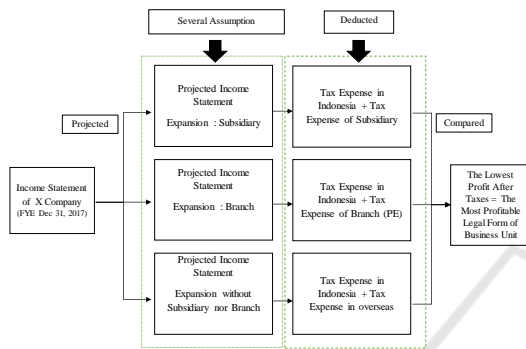 Several Assumption
Deducted
Projected Income
Statement
Expansion : Subsidiary
Tax Expense in
Indonesia + Tax
Expense of Subsidiary
Projected
Compared
Income Statement
of X Company
(FYE Dec 31, 2017)
Projected Income
Statement
Expansion : Branch
Tax Expense in
Indonesia + Tax
Expense of Branch (PE)
The Lowest
Profit After
Taxes = The
Most Profitable
Legal Form of
Business Unit
Projected Income
Statement
Expansion without
Subsidiary nor Branch
Tax Expense in
Indonesia + Tax
Expense in overseas